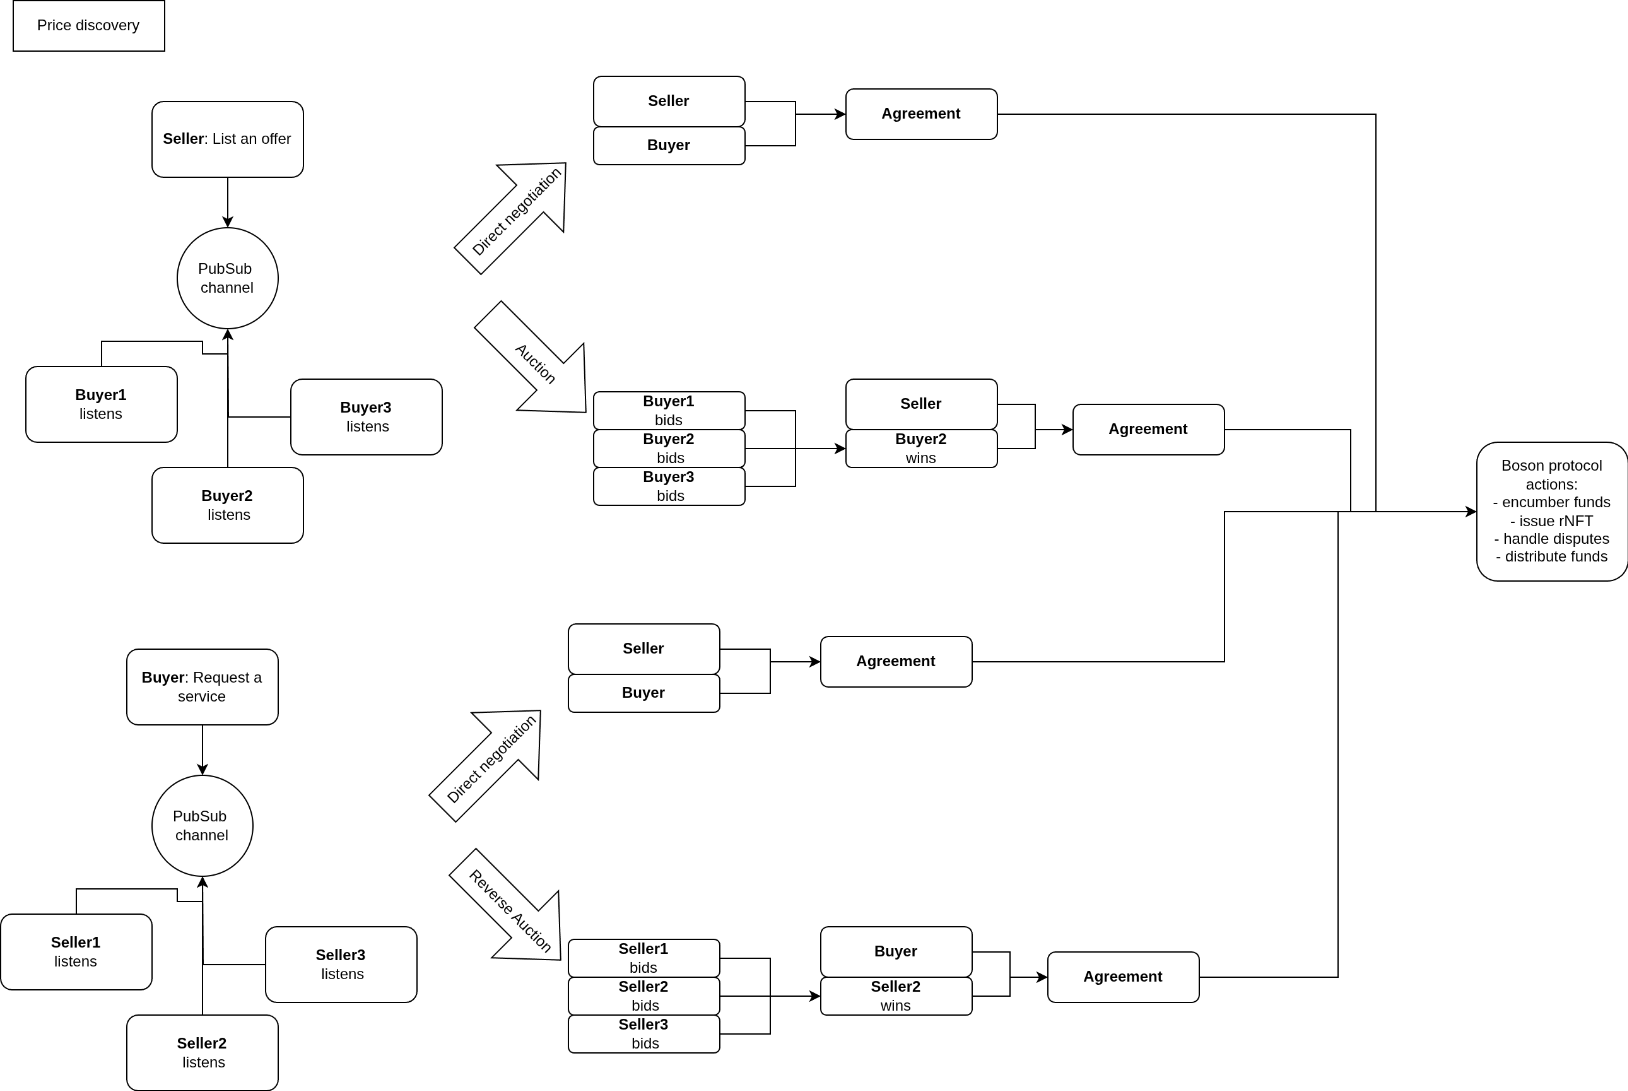 Price discovery
Seller: List an offer
PubSub
channel
Buyer1
listens
Buyer3
listens
Buyer2
listens
Direct negotiation
Auction
Seller
Buyer
Agreement
Buyer1
bids
Buyer2
bids
Buyer3
bids
Seller
Buyer2
wins
Agreement
Boson protocol
actions:
- encumber funds
- issue rNFT
- handle disputes
- distribute funds
Buyer: Request a
service
PubSub
channel
Seller1
listens
Seller3
listens
Seller2
listens
Direct negotiation
Reverse Auction
Seller
Buyer
Agreement
Seller1
bids
Seller2
bids
Seller3
bids
Buyer
Seller2
wins
Agreement